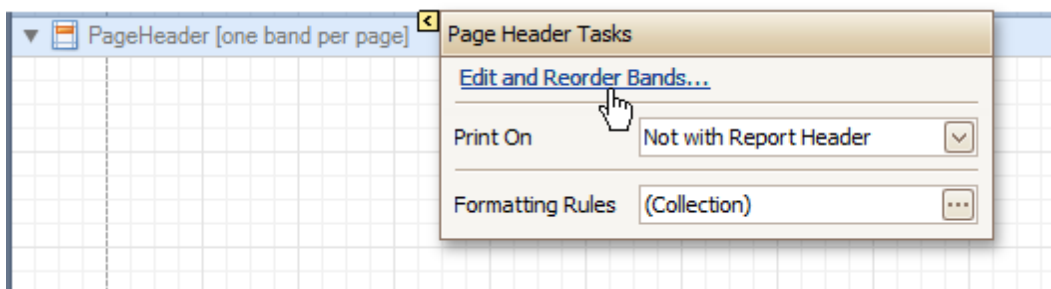 PageHeader [one band per page]
Page Header Tasks
Edit and Reorder Bands...
Print On Not with Report Header
Formatting Rules (Collection)